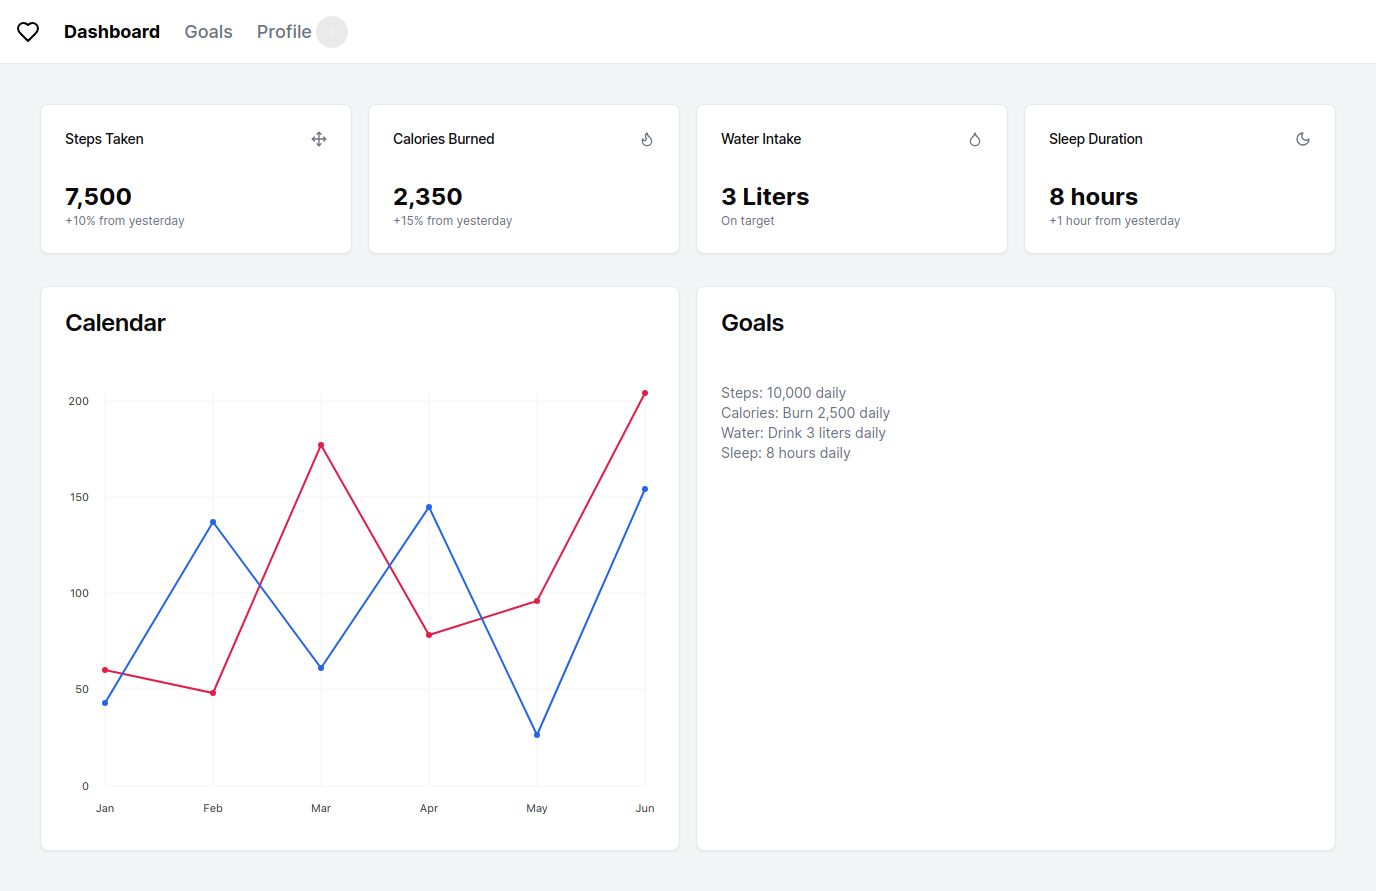 Dashboard Goals Profile
Steps Taken
7,500
+10% from yesterday
Calories Burned
2,350
+15% from yesterday
Water Intake
3 Liters
On target
Sleep Duration
8 hours
+1 hour from yesterday
Calendar
200
150
100
50
0
Jan Feb Mar Apr May Jun
Goals
Steps: 10,000 daily
Calories: Burn 2,500 daily
Water: Drink 3 liters daily
Sleep: 8 hours daily